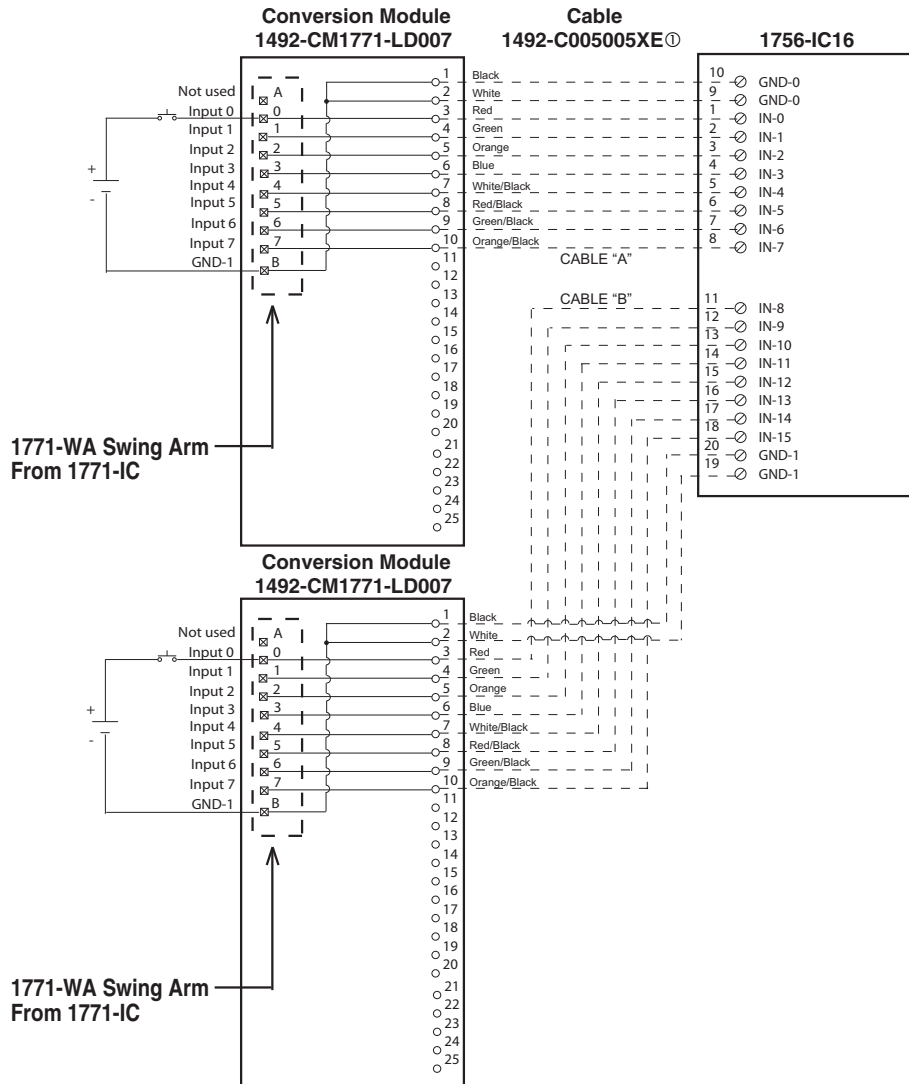 Conversion Module
1492-CM1771-LD007
Cable
1492-C005005XE①
1756-IC16
Not used
Input 0
Input 1
Input 2
Input 3
Input 4
Input 5
Input 6
Input 7
GND-1
+
-
A
0
1
2
3
4
5
6
7
B
1 Black
2 White
3 Red
4 Green
5 Orange
6 Blue
7 White/Black
8 Red/Black
9 Green/Black
10 Orange/Black
11
12
13
14
15
16
17
18
19
20
21
22
23
24
25
CABLE “A”
CABLE “B”
10 GND-0
9 GND-0
1 IN-0
2 IN-1
3 IN-2
4 IN-3
5 IN-4
6 IN-5
7 IN-6
8 IN-7
11 IN-8
12 IN-9
13 IN-10
14 IN-11
15 IN-12
16 IN-13
17 IN-14
18 IN-15
20 GND-1
19 GND-1
1771-WA Swing Arm
From 1771-IC
Conversion Module
1492-CM1771-LD007
Not used
Input 0
Input 1
Input 2
Input 3
Input 4
Input 5
Input 6
Input 7
GND-1
+
-
A
0
1
2
3
4
5
6
7
B
1 Black
2 White
3 Red
4 Green
5 Orange
6 Blue
7 White/Black
8 Red/Black
9 Green/Black
10 Orange/Black
11
12
13
14
15
16
17
18
19
20
21
22
23
24
25
1771-WA Swing Arm
From 1771-IC